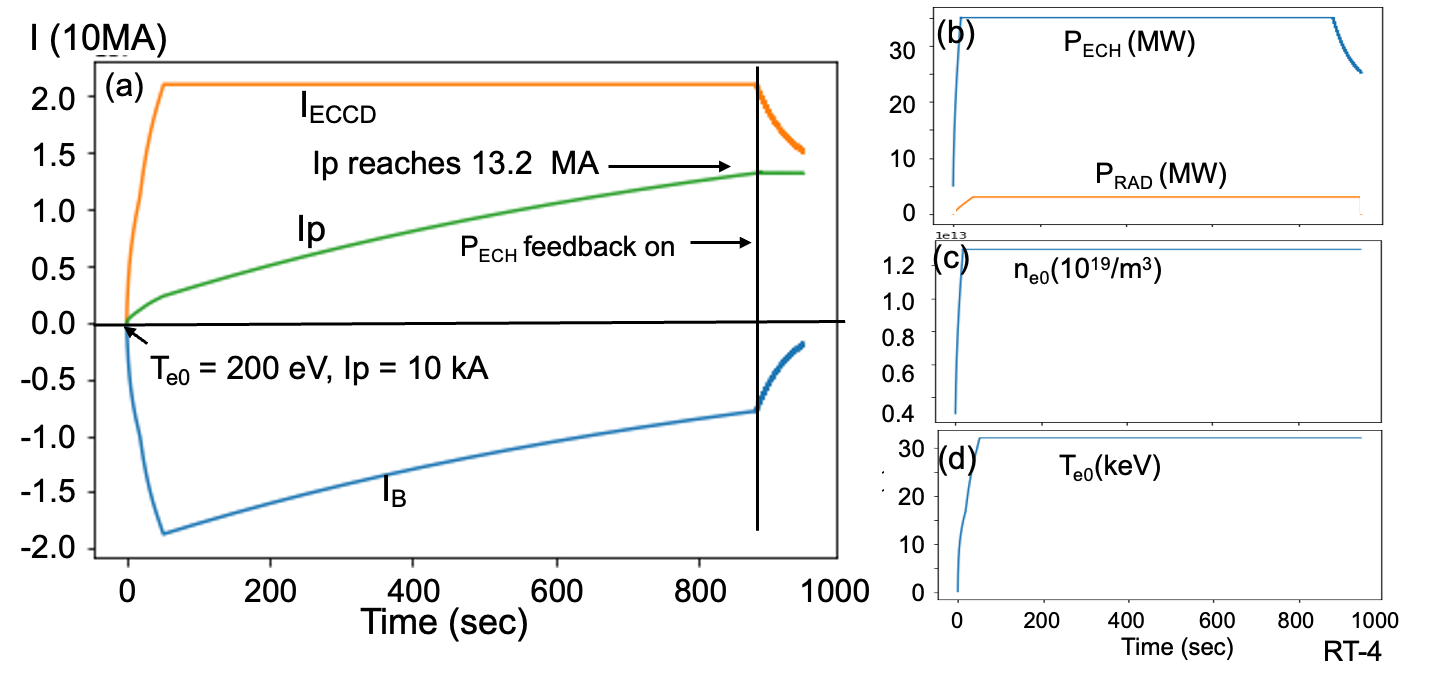 I (10MA)
(a)
2.0
1.5
1.0
0.5
0.0
-0.5
-1.0
-1.5
-2.0
I_ECCD
Ip reaches 13.2 MA
Ip
P_ECH feedback on
T_e0 = 200 eV, Ip = 10 kA
I_B
0 200 400 600 800 1000
Time (sec)
(b)
P_ECH (MW)
30
20
10
0
P_RAD (MW)
1e13
(c)
n_e0(10^19/m^3)
1.2
1.0
0.8
0.6
0.4
(d)
T_e0(keV)
30
20
10
0
0 200 400 600 800 1000
Time (sec)
RT-4